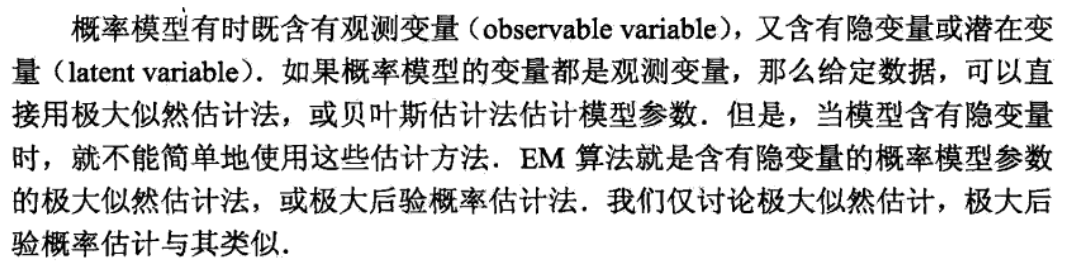 概率模型有时既含有观测变量（observable variable），又含有隐变量或潜在变
量（latent variable）．如果概率模型的变量都是观测变量，那么给定数据，可以直
接用极大似然估计法，或贝叶斯估计法估计模型参数．但是，当模型含有隐变量
时，就不能简单地使用这些估计方法．EM 算法就是含有隐变量的概率模型参数
的极大似然估计法，或极大后验概率估计法．我们仅讨论极大似然估计，极大后
验概率估计与其类似．